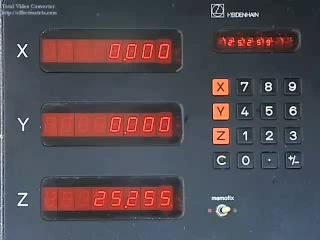 Total Video Converter
http://effectmatrix.com
HEIDENHAIN
X 0.000
X 7 8 9
Y 0.000
Y 4 5 6
Z 1 2 3
C 0 · +/-
Z 25.255
memofix